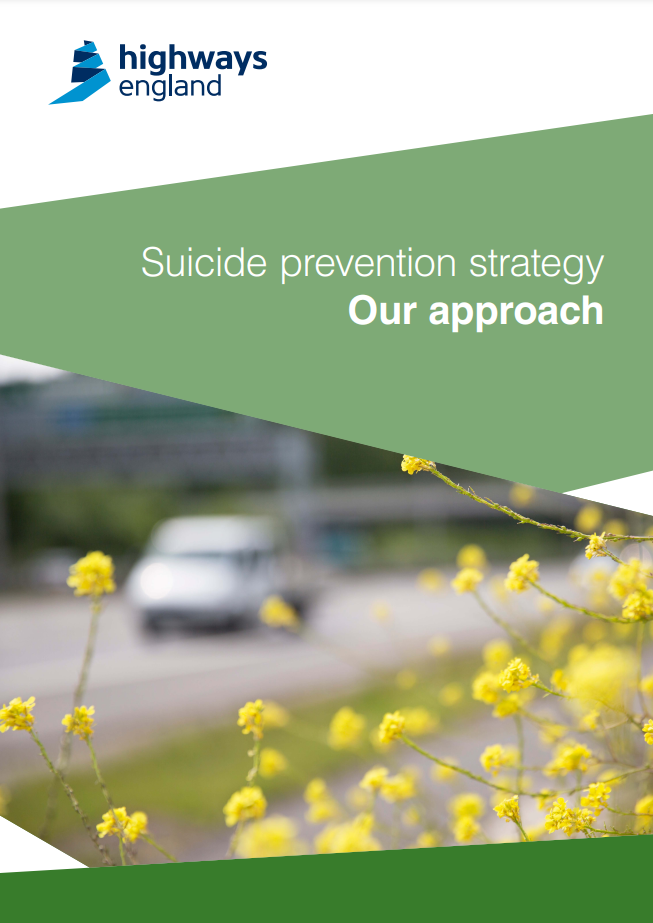 highways
england
Suicide prevention strategy
Our approach